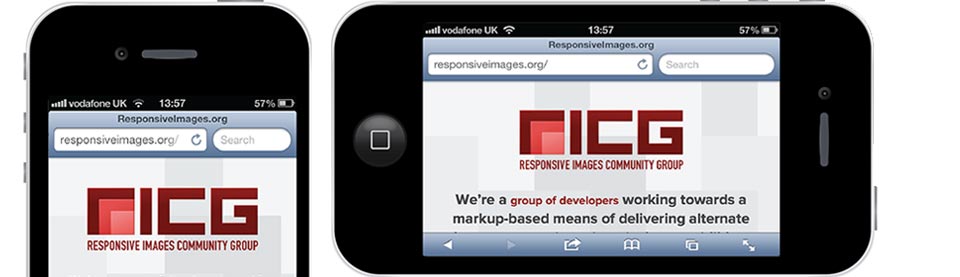 vodafone UK 13:57 57%
ResponsiveImages.org
responsiveimages.org/ Search
RICG
RESPONSIVE IMAGES COMMUNITY GROUP
vodafone UK 13:57 57%
ResponsiveImages.org
responsiveimages.org/ Search
RICG
RESPONSIVE IMAGES COMMUNITY GROUP
We're a group of developers working towards a
markup-based means of delivering alternate